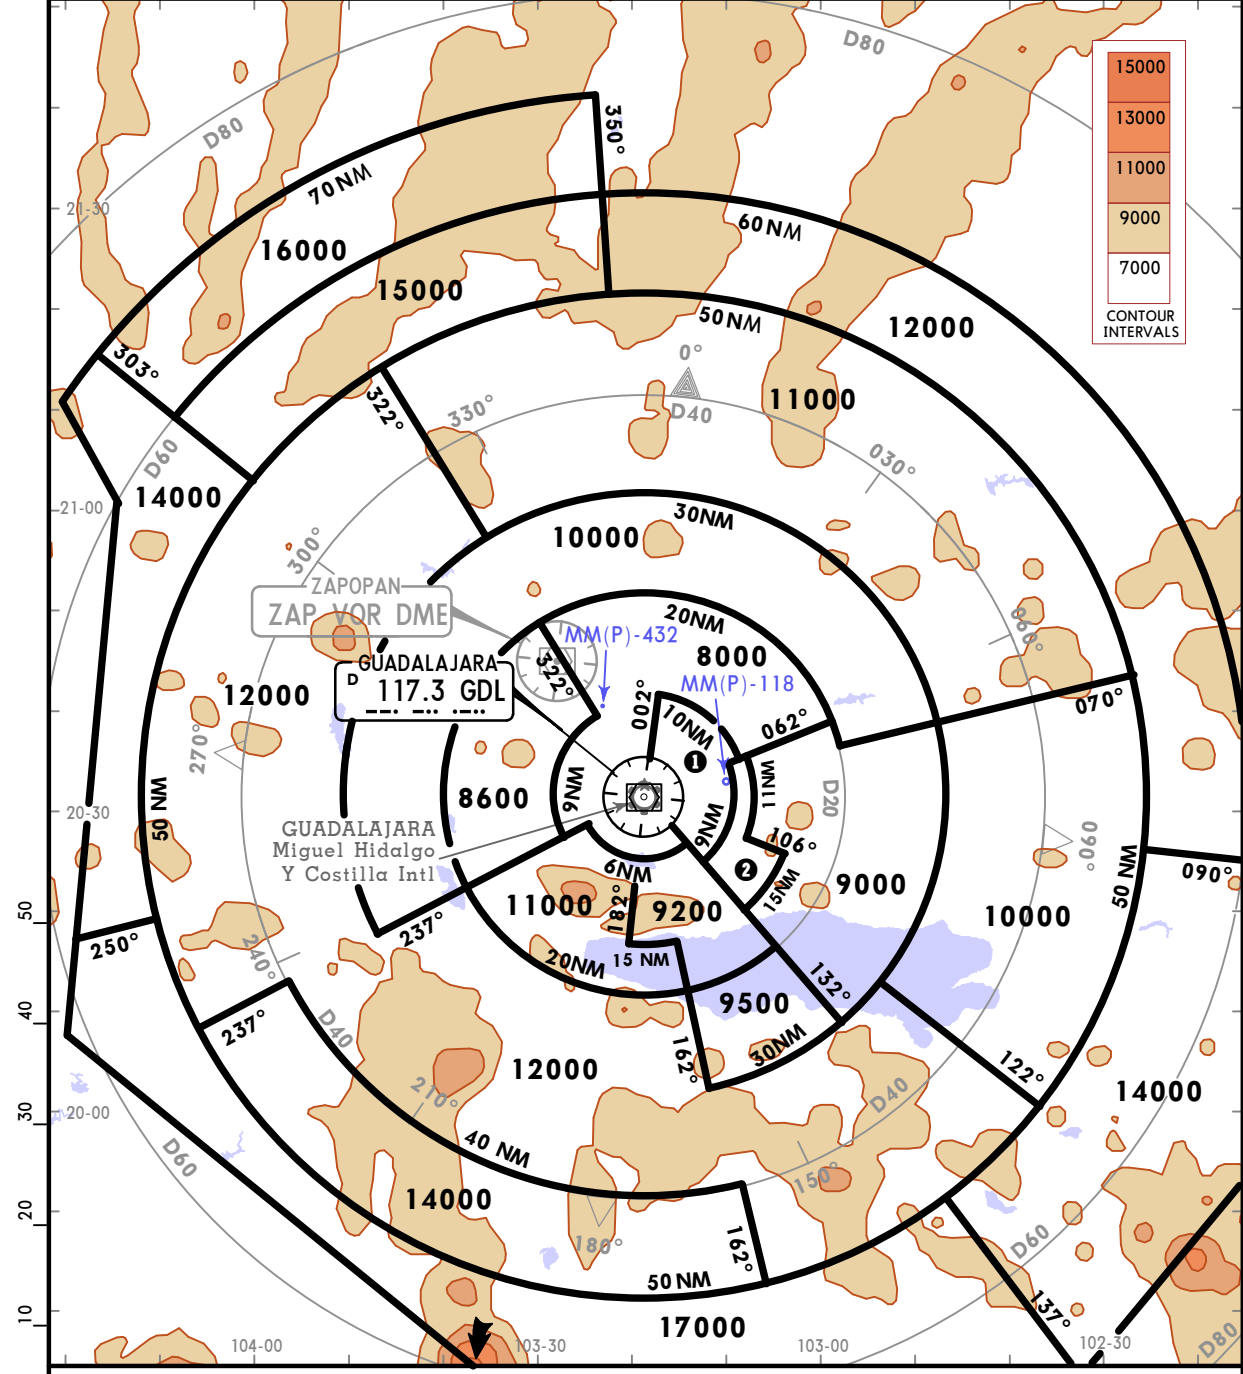 D80
D80
350°
70NM
21-30
16000
60NM
15000
50NM
12000
15000
13000
11000
9000
7000
CONTOUR
INTERVALS
303°
322°
330°
0°
D40
11000
030°
D60
14000
21-00
300°
10000
30NM
ZAPOPAN
ZAP VOR DME
20NM
MM(P)-432
8000
060°
GUADALAJARA
D 117.3 GDL
322°
MM(P)-118
12000
002°
10NM
062°
070°
270°
1
9NM
11NM
D20
50 NM
8600
20-30
GUADALAJARA
Miguel Hidalgo
Y Costilla Intl
9NM
106°
090°
6NM
2
15NM
9000
50 NM
090°
11000
182°
9200
10000
50
250°
237°
240°
20NM
15 NM
132°
40
237°
D40
9500
162°
30NM
12000
122°
14000
210°
D40
30
20-00
D60
40 NM
150°
14000
20
180°
162°
D60
50 NM
17000
137°
10
D80
104-00
103-30
103-00
102-30